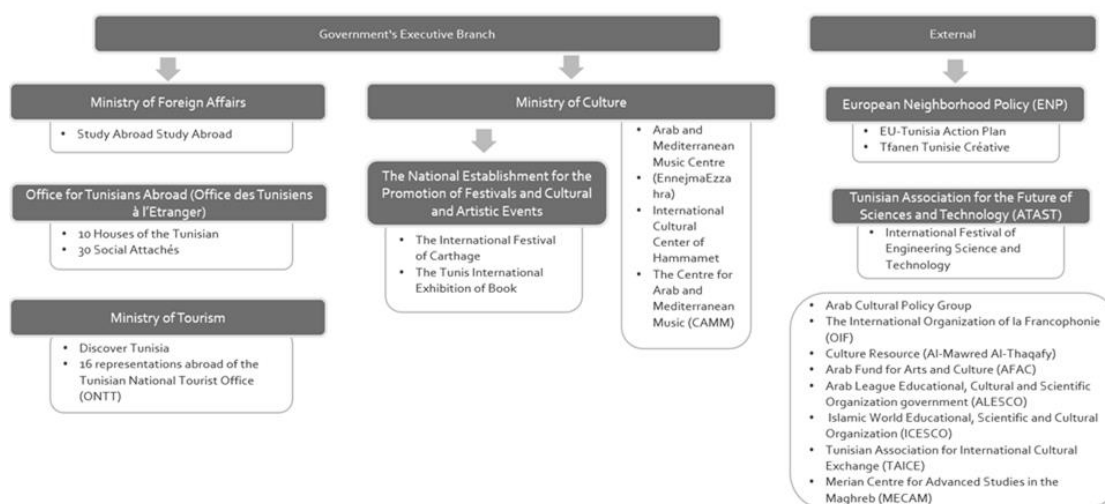 Government's Executive Branch
External
Ministry of Foreign Affairs
• Study Abroad Study Abroad
Office for Tunisians Abroad (Office des Tunisiens
à l'Etranger)
• 10 Houses of the Tunisian
• 30 Social Attachés
Ministry of Tourism
• Discover Tunisia
• 16 representations abroad of the
Tunisian National Tourist Office
(ONTT)
Ministry of Culture
The National Establishment for the
Promotion of Festivals and Cultural
and Artistic Events
• The International Festival
of Carthage
• The Tunis International
Exhibition of Book
• Arab and
Mediterranean
Music Centre
• (EnnejmaEzza
hra)
• International
Cultural
Center of
Hammamet
• The Centre for
Arab and
Mediterranean
Music (CAMM)
European Neighborhood Policy (ENP)
• EU-Tunisia Action Plan
• Tfanen Tunisie Créative
Tunisian Association for the Future of
Sciences and Technology (ATAST)
• International Festival of
Engineering Science and
Technology
• Arab Cultural Policy Group
• The International Organization of la Francophonie
(OIF)
• Culture Resource (Al-Mawred Al-Thaqafy)
• Arab Fund for Arts and Culture (AFAC)
• Arab League Educational, Cultural and Scientific
Organization government (ALESCO)
• Islamic World Educational, Scientific and Cultural
Organization (ICESCO)
• Tunisian Association for International Cultural
Exchange (TAICE)
• Merian Centre for Advanced Studies in the
Maghreb (MECAM)